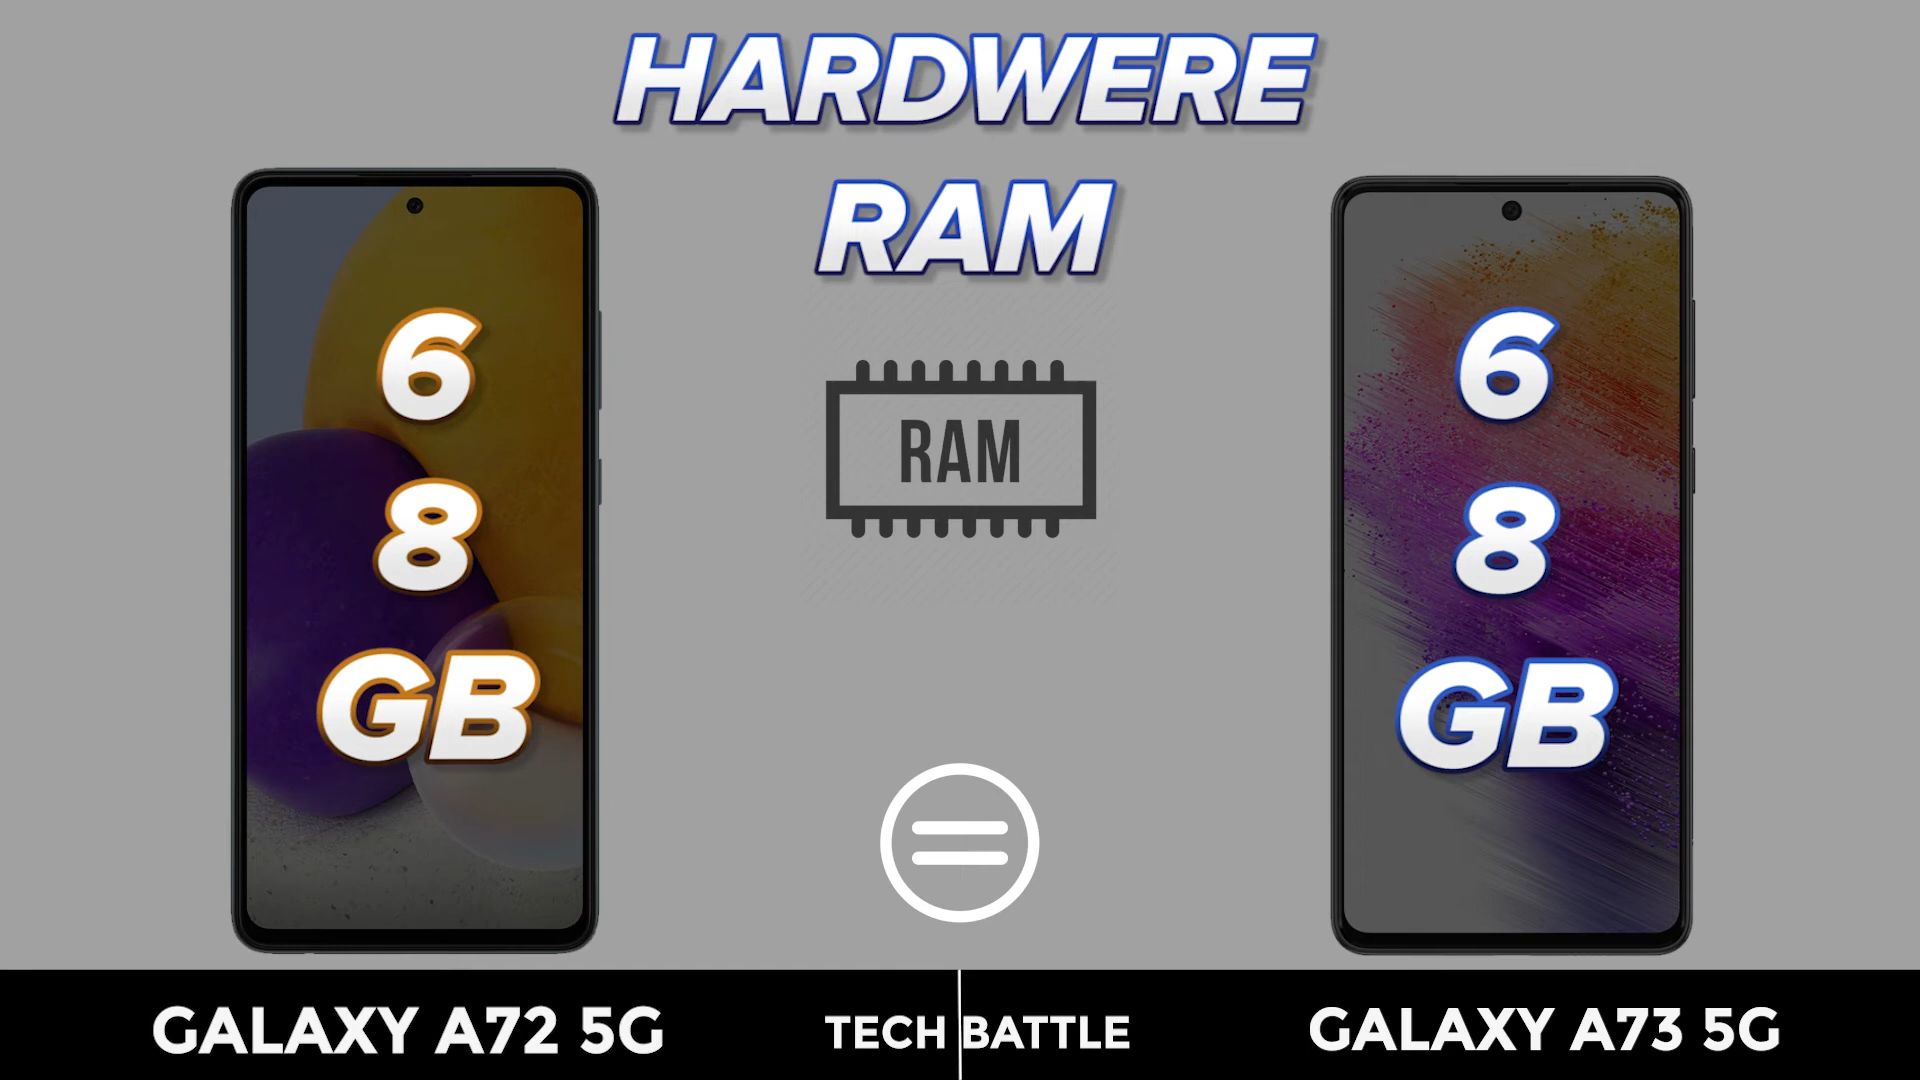 HARDWERE
RAM
6
8
GB
RAM
6
8
GB
GALAXY A72 5G
TECH BATTLE
GALAXY A73 5G